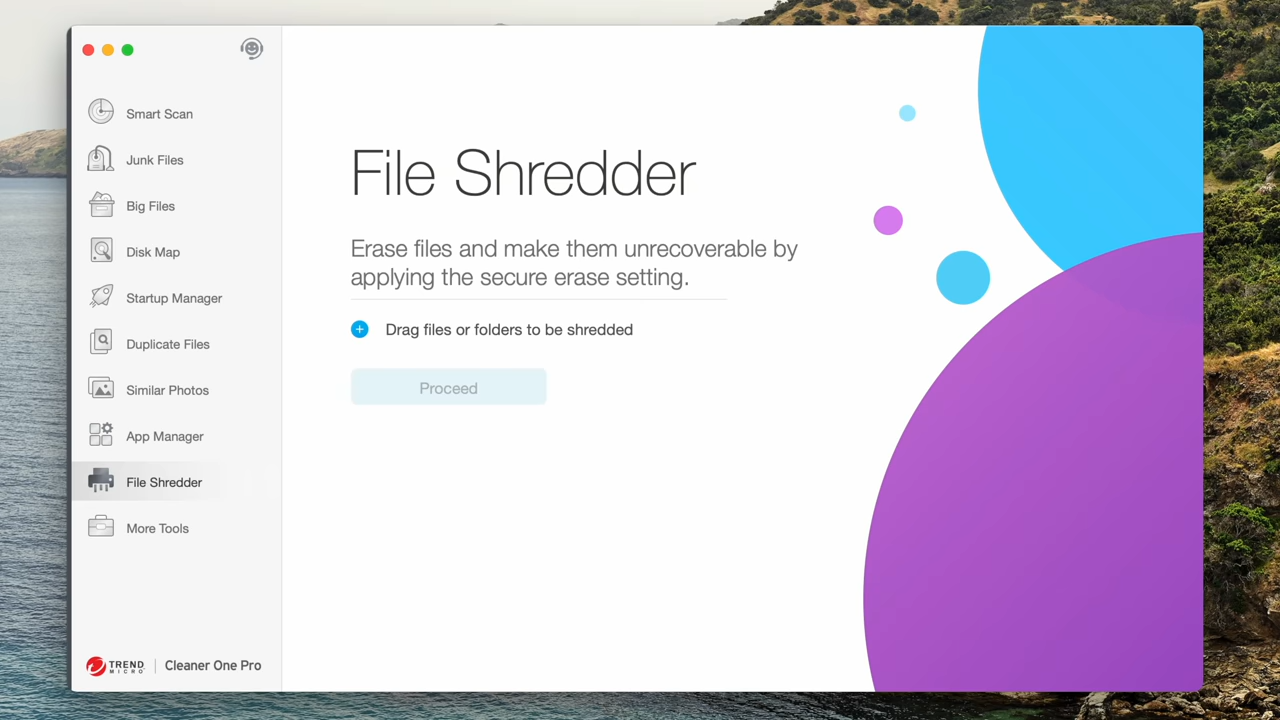 Smart Scan
Junk Files
Big Files
Disk Map
Startup Manager
Duplicate Files
Similar Photos
App Manager
File Shredder
More Tools
TREND MICRO | Cleaner One Pro
File Shredder
Erase files and make them unrecoverable by
applying the secure erase setting.
Drag files or folders to be shredded
Proceed